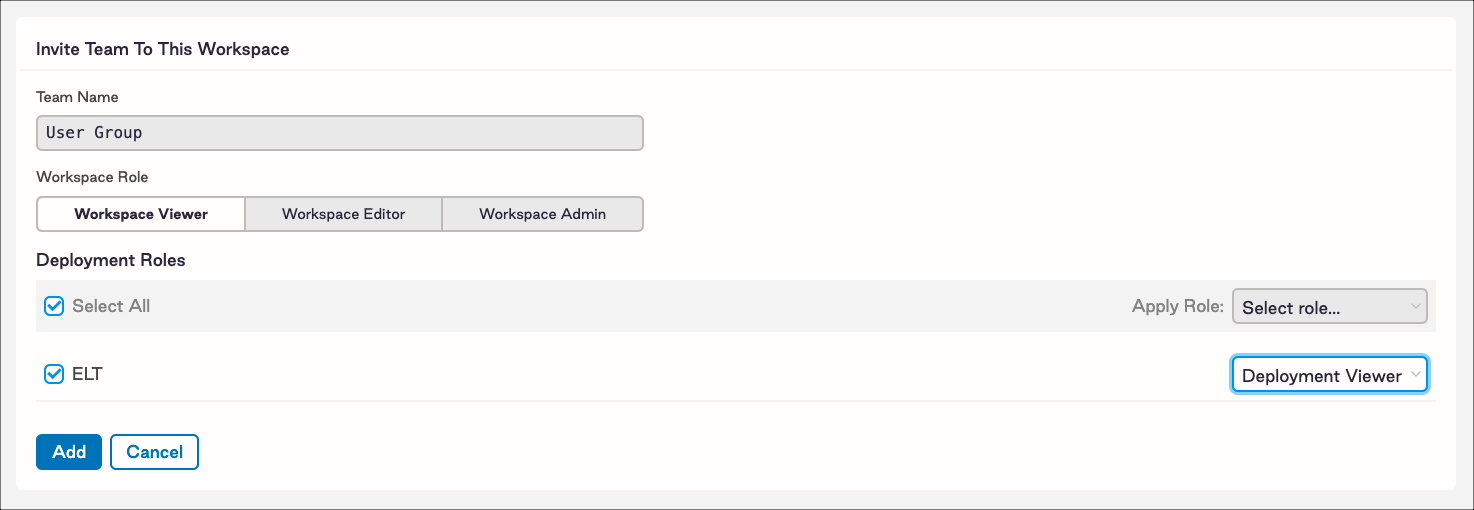 Invite Team To This Workspace
Team Name
User Group
Workspace Role
Workspace Viewer Workspace Editor Workspace Admin
Deployment Roles
Select All Apply Role: Select role...
ELT Deployment Viewer
Add Cancel